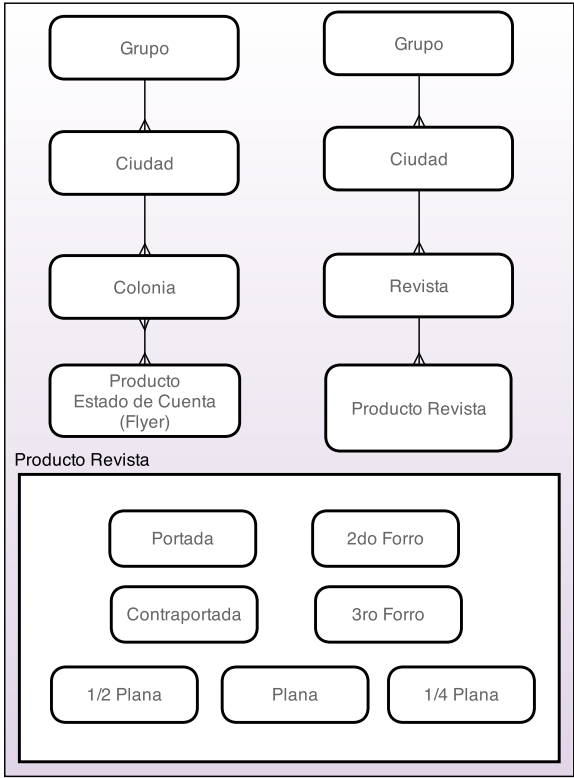 Grupo
Ciudad
Colonia
Producto
Estado de Cuenta
(Flyer)
Grupo
Ciudad
Revista
Producto Revista
Producto Revista
Portada
2do Forro
Contraportada
3ro Forro
1/2 Plana
Plana
1/4 Plana